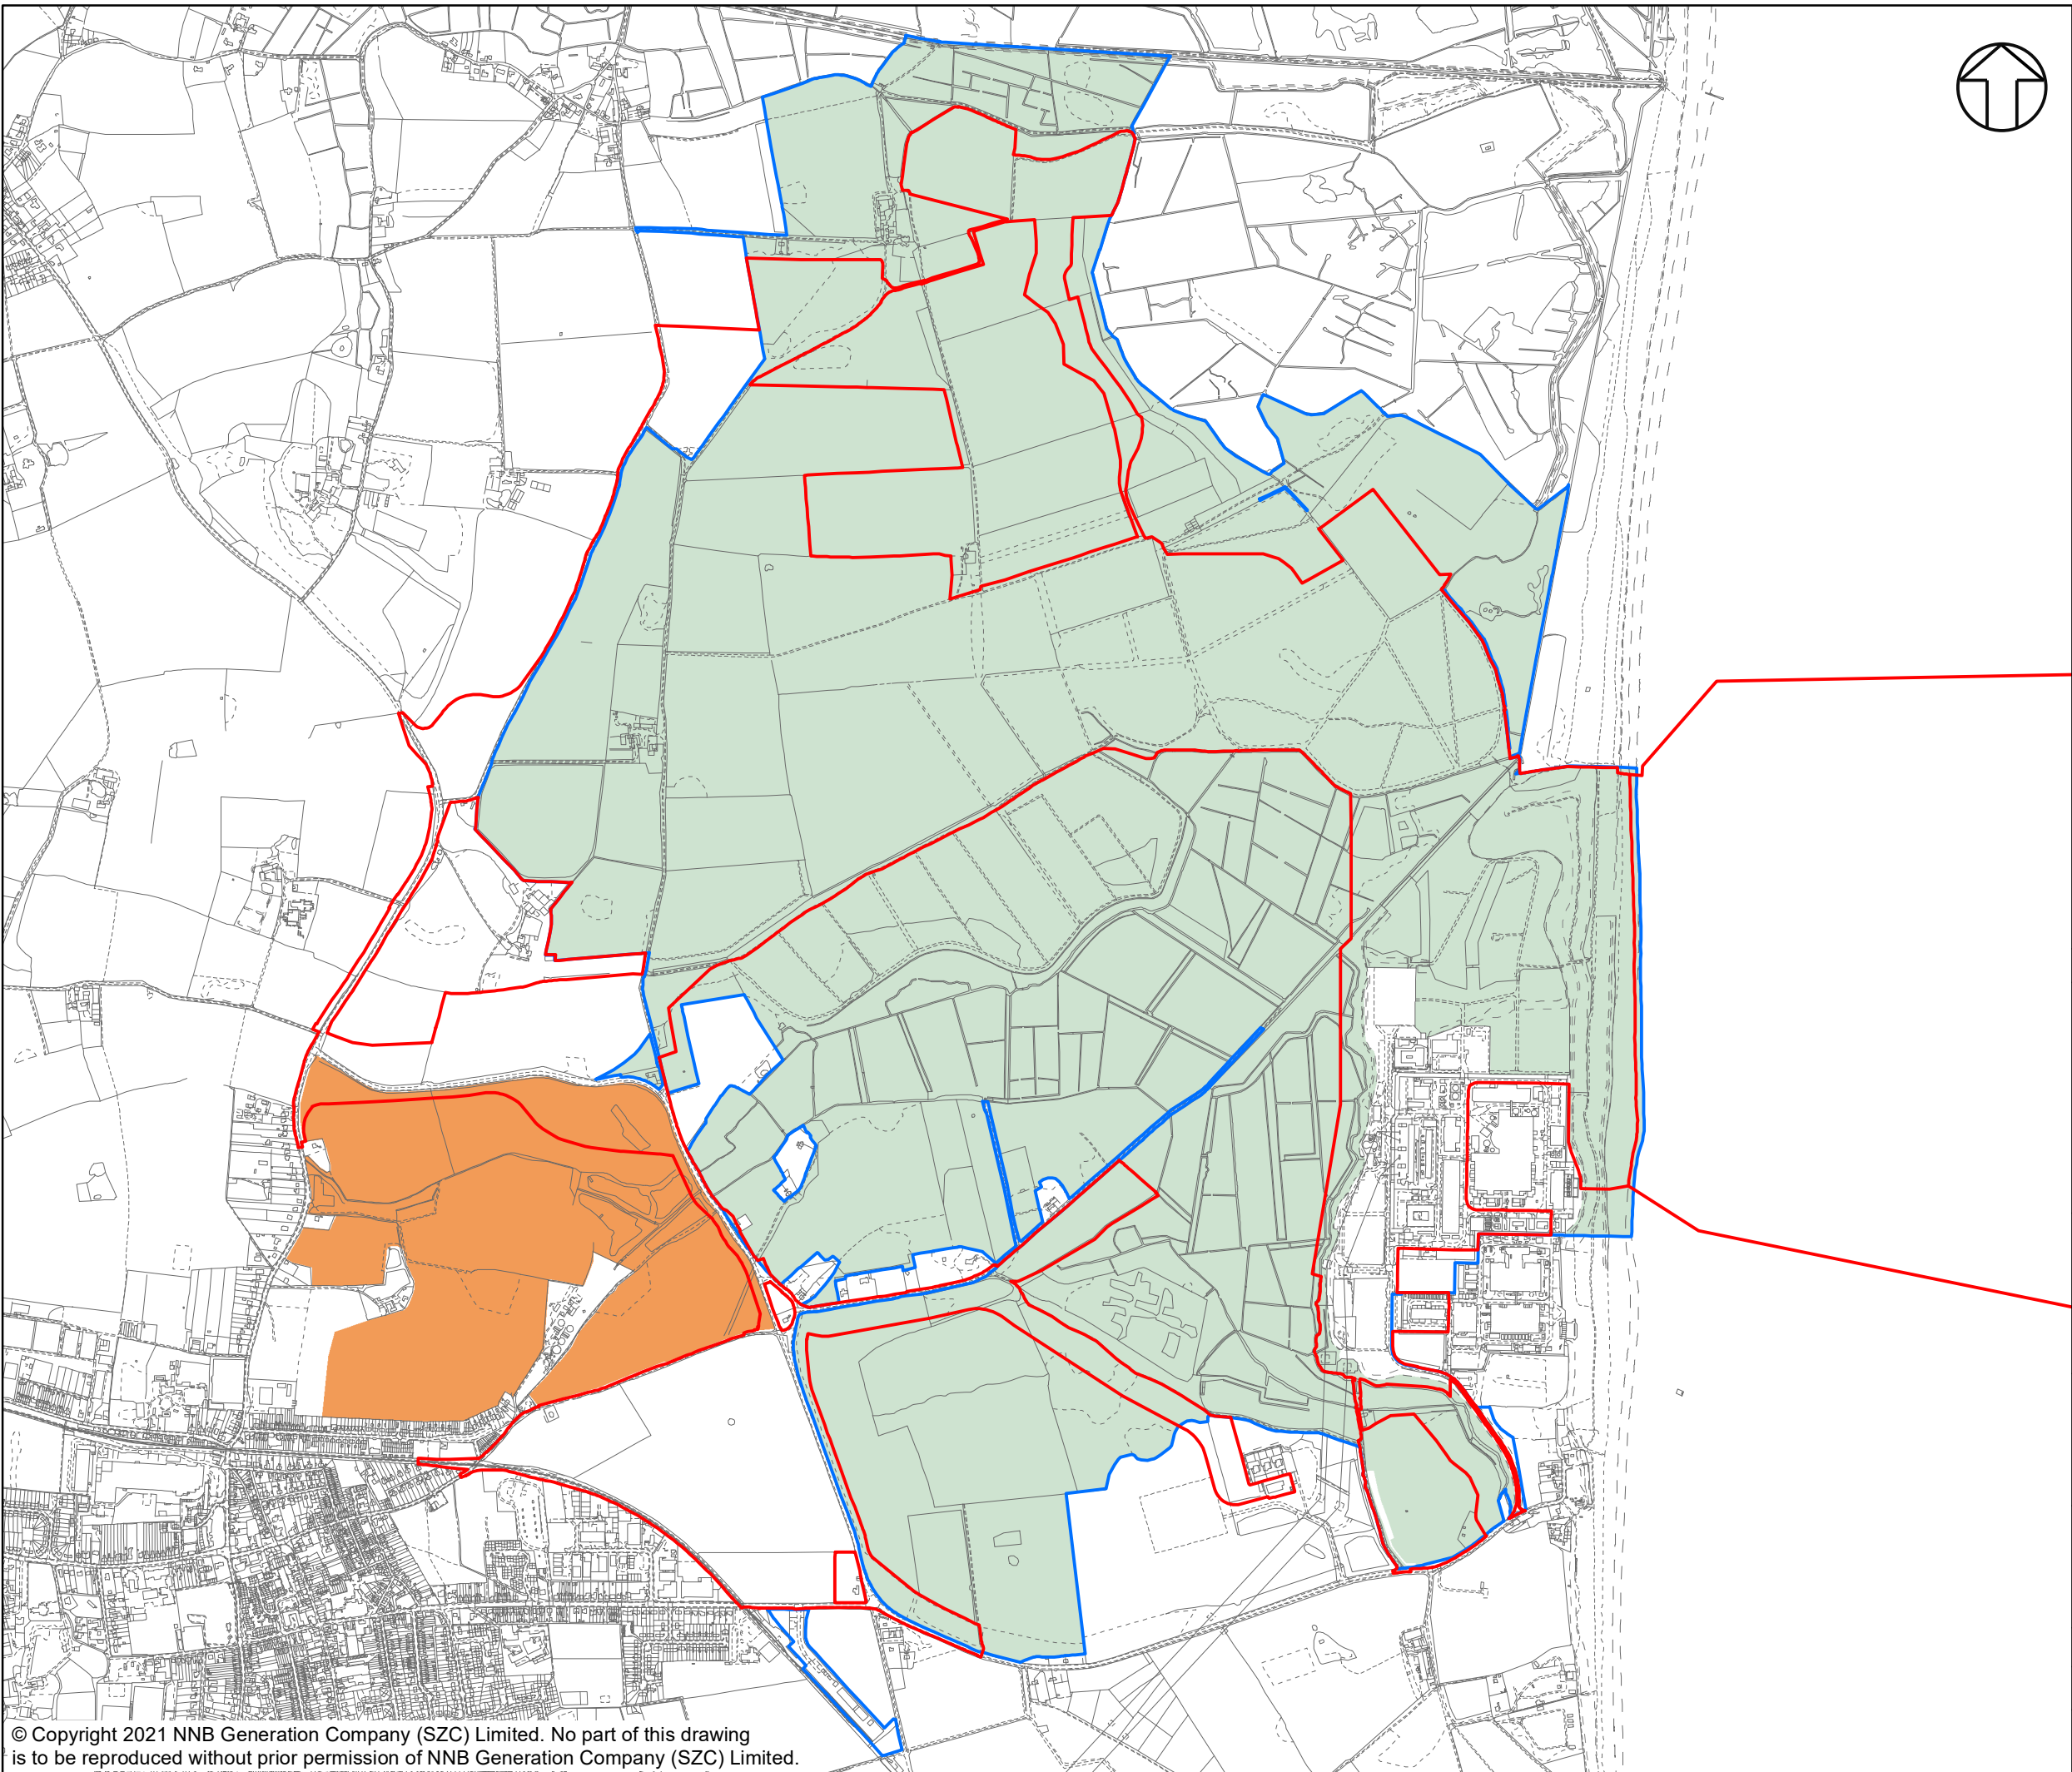 © Copyright 2021 NNB Generation Company (SZC) Limited. No part of this drawing
is to be reproduced without prior permission of NNB Generation Company (SZC) Limited.